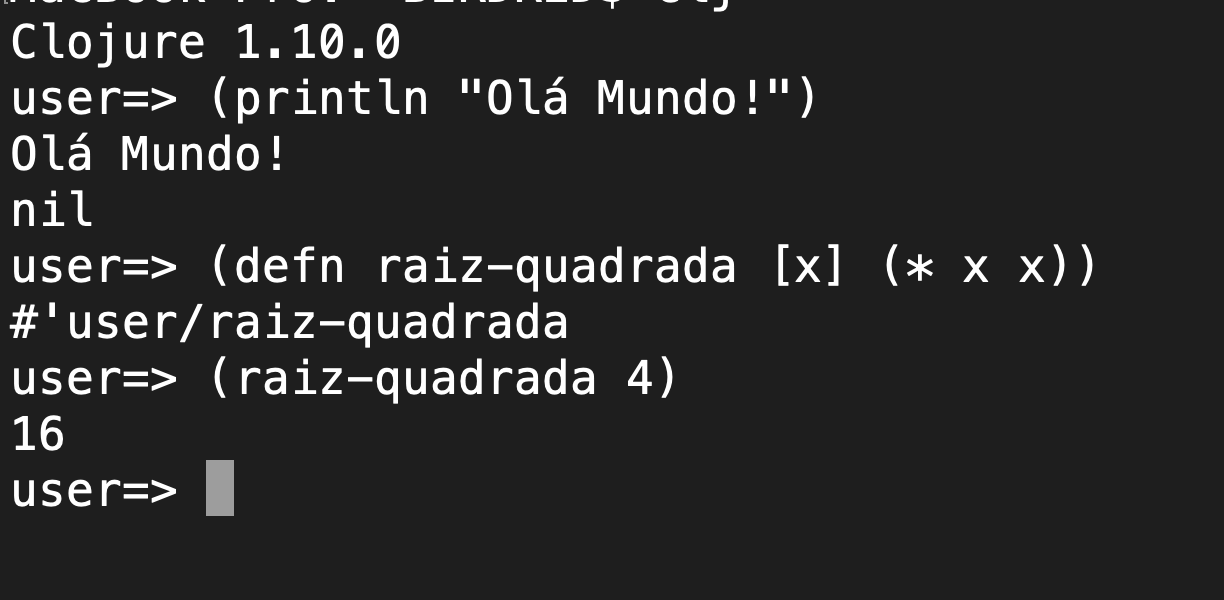 Clojure 1.10.0
user=> (println "Olá Mundo!")
Olá Mundo!
nil
user=> (defn raiz-quadrada [x] (* x x))
#'user/raiz-quadrada
user=> (raiz-quadrada 4)
16
user=>